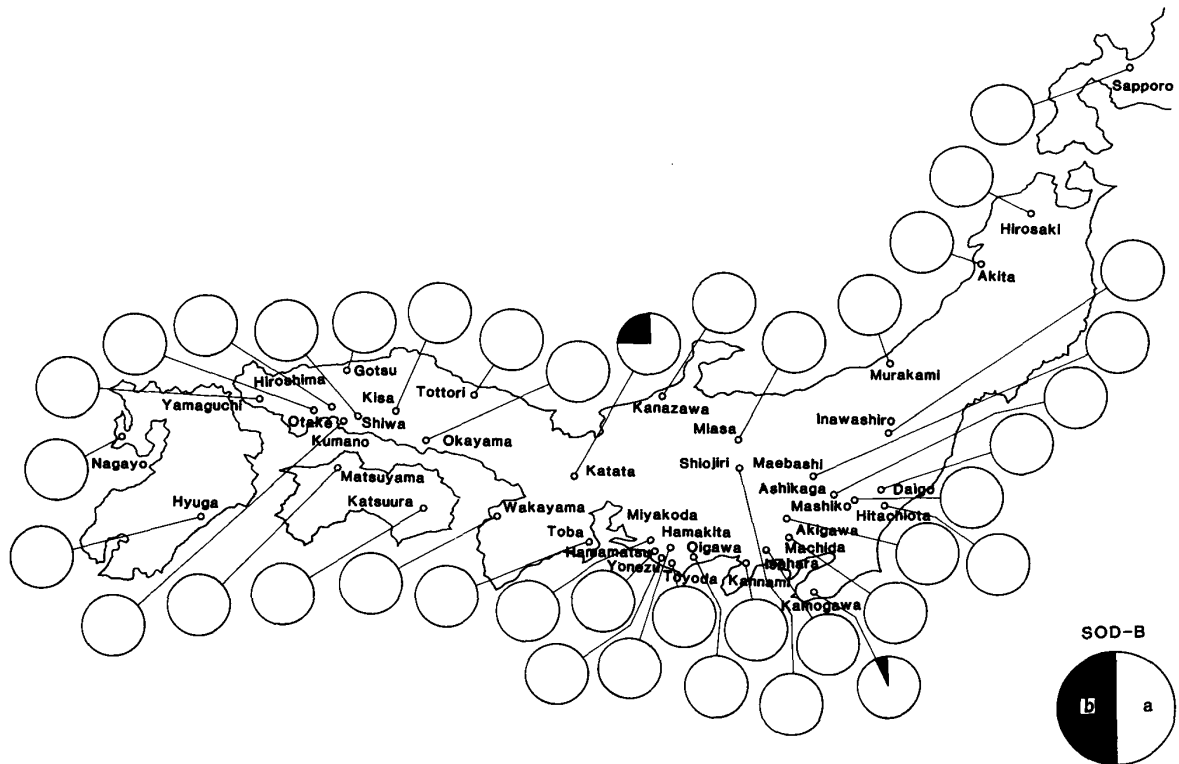 Sapporo
Hirosaki
Akita
Murakami
Gotsu
Hiroshima
Kisa
Tottori
Yamaguchi
Kanazawa
Inawashiro
Otake
Shiwa
Kumano
Okayama
Miasa
Nagayo
Matsuyama
Katata
Shiojiri
Maebashi
Ashikaga
Daigo
Hyuga
Katsuura
Wakayama
Mashiko
Hitachiota
Miyakoda
Toba
Hamakita
Akigawa
Hamamatsu
Oigawa
Machida
Yonezu
Isehara
Toyoda
Kannami
Kamogawa
SOD-B
b a